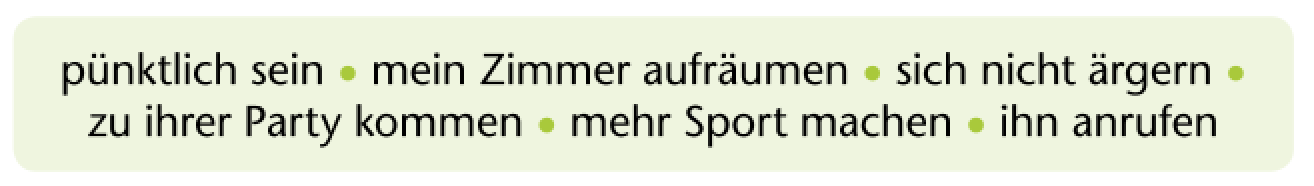 pünktlich sein • mein Zimmer aufräumen • sich nicht ärgern •
zu ihrer Party kommen • mehr Sport machen • ihn anrufen